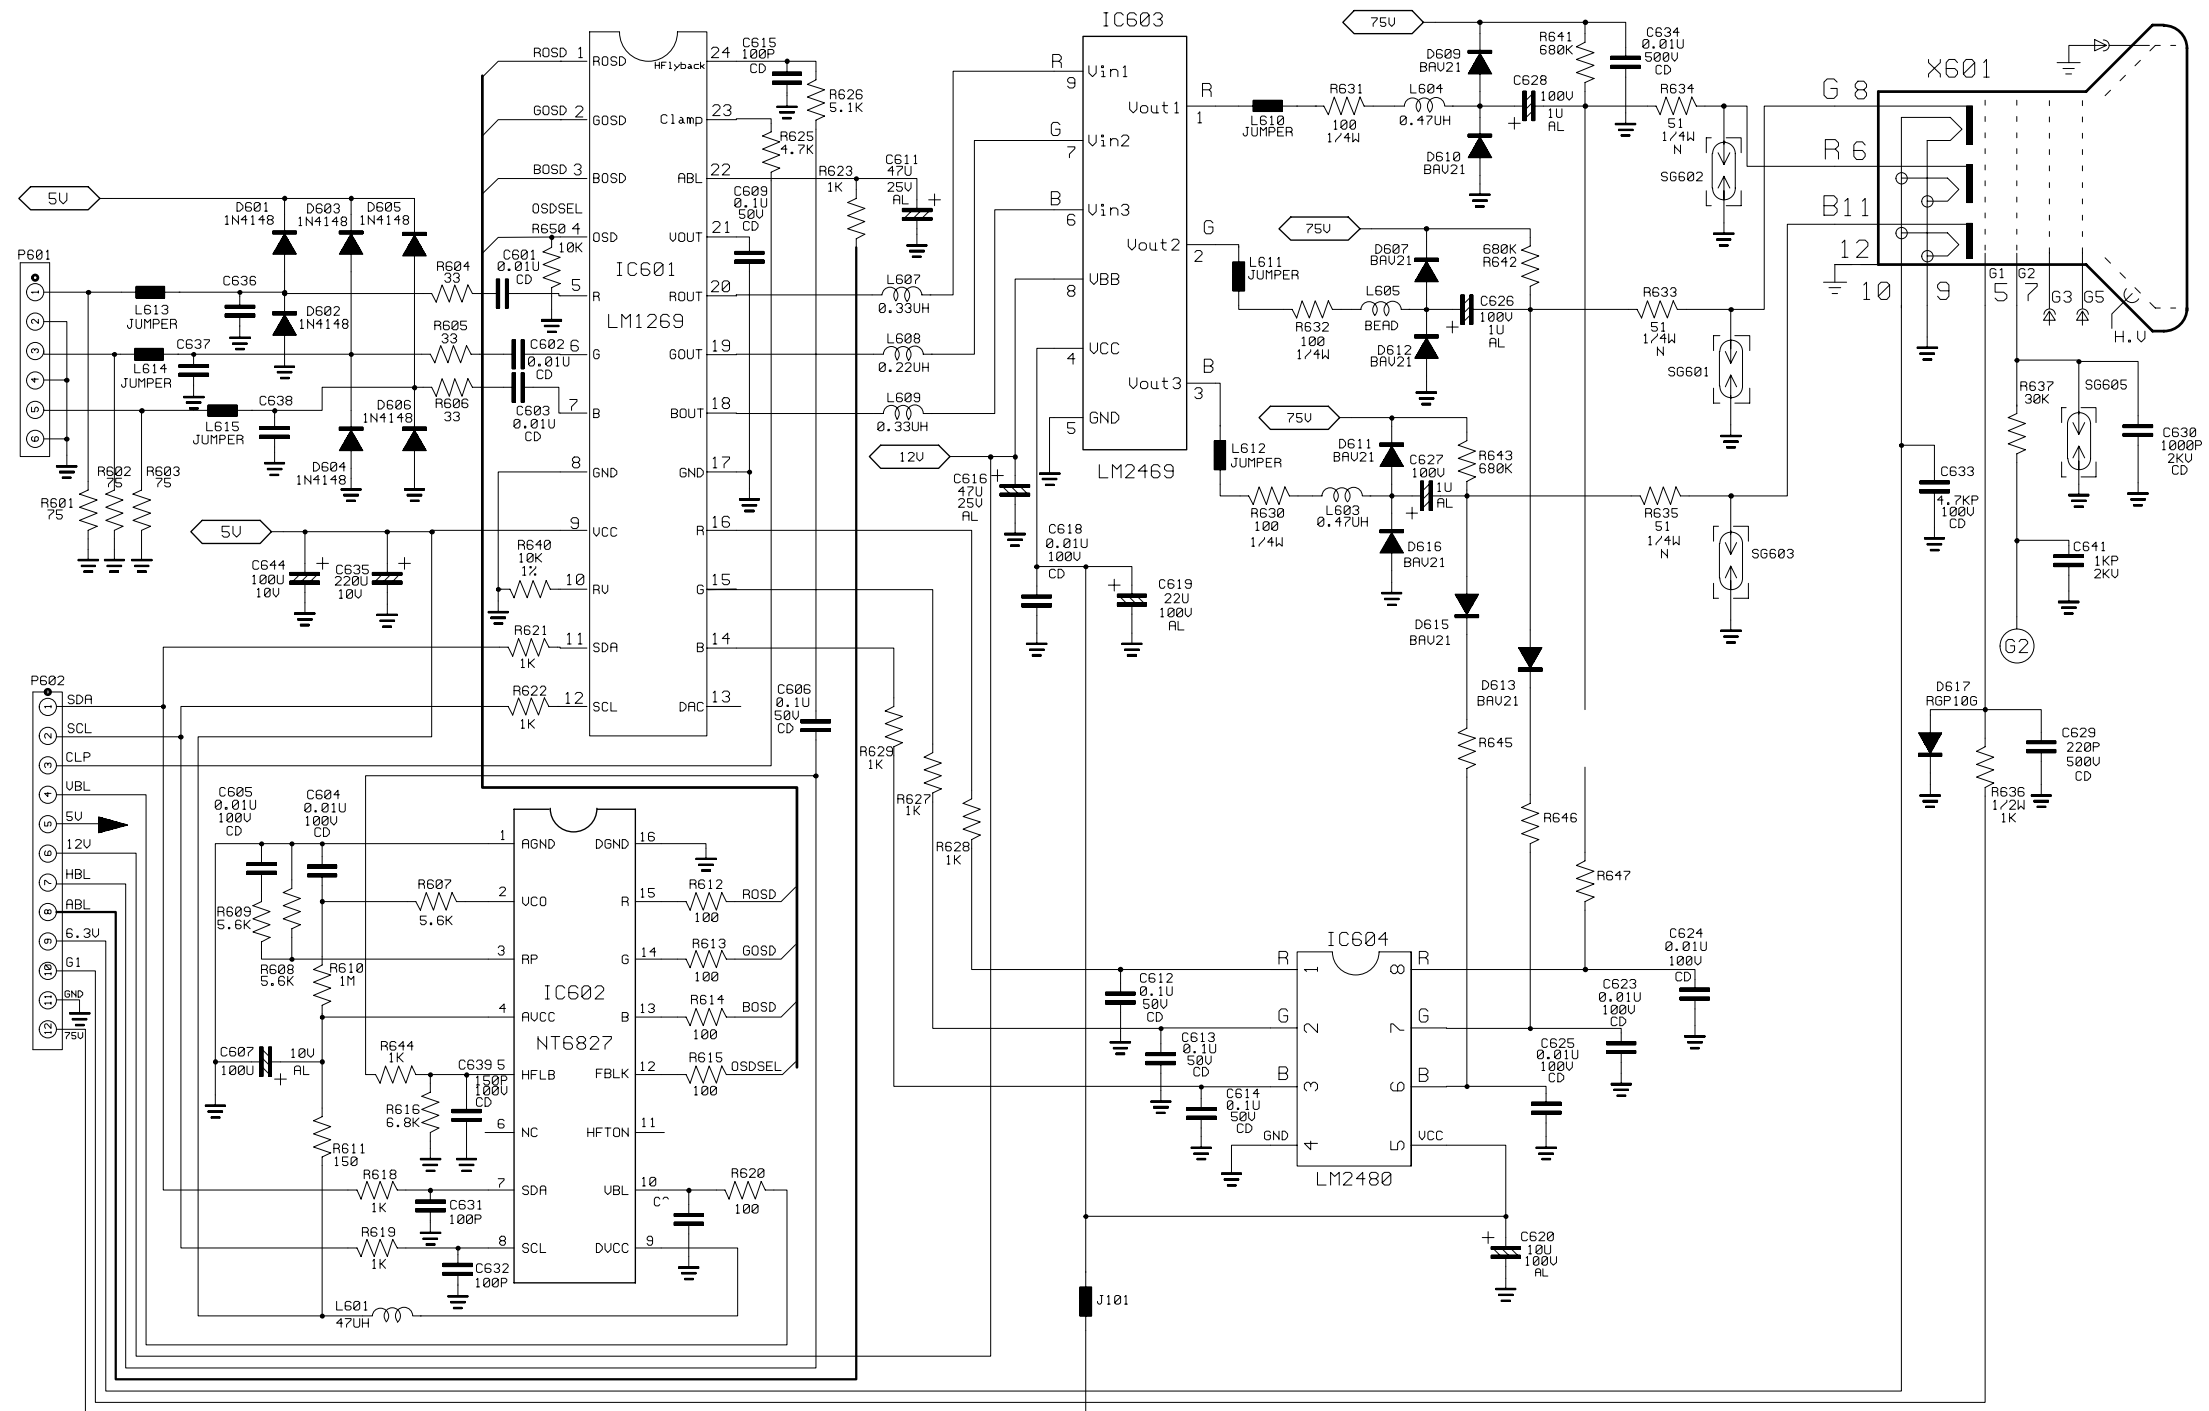 5V
P601
1
2
3
4
5
6
L613
JUMPER
L614
JUMPER
L615
JUMPER
C636
C637
C638
R601
75
R602
75
R603
75
D601
1N4148
D603
1N4148
D605
1N4148
D602
1N4148
D604
1N4148
D606
1N4148
R604
33
R605
33
R606
33
C601
0.01U
CD
C602
0.01U
CD
C603
0.01U
CD
OSDSEL
R650
10K
5V
C644
100U
10V
C635
220U
10V
R640
10K
1%
R621
1K
R622
1K
IC601
LM1269
ROSD 1 ROSD
GOSD 2 GOSD
BOSD 3 BOSD
4 OSD
5 R
6 G
7 B
8 GND
9 VCC
10 RV
11 SDA
12 SCL
24 HFlyback
23 Clamp
22 ABL
21 VOUT
20 ROUT
19 GOUT
18 BOUT
17 GND
16 R
15 G
14 B
13 DAC
C615
100P
CD
R626
5.1K
R625
4.7K
R623
1K
C611
47U
25V
AL
C609
0.1U
50V
CD
L607
0.33UH
L608
0.22UH
L609
0.33UH
12V
C616
47U
25V
AL
C606
0.1U
50V
CD
R629
1K
R627
1K
R628
1K
IC603
LM2469
R
9
Vin1
G
7
Vin2
B
6
Vin3
VBB
8
VCC
4
GND
5
Vout1
R
1
Vout2
G
2
Vout3
B
3
C618
0.01U
100V
CD
C619
22U
100V
AL
75V
L610
JUMPER
R631
100
1/4W
L604
0.47UH
D609
BAV21
D610
BAV21
C628
100V
1U
AL
R641
680K
C634
0.01U
500V
CD
R634
51
1/4W
N
SG602
75V
L611
JUMPER
R632
100
1/4W
L605
BEAD
D607
BAV21
D612
BAV21
C626
100V
1U
AL
680K
R642
R633
51
1/4W
N
SG601
75V
L612
JUMPER
R630
100
1/4W
L603
0.47UH
D611
BAV21
D616
BAV21
C627
100V
1U
AL
R643
680K
R635
51
1/4W
N
SG603
D615
BAV21
D613
BAV21
R645
R646
R647
X601
G 8
R 6
B11
12
10
9
G1
5
G2
7
G3
G5
H.V
R637
30K
SG605
C630
1000P
2KV
CD
C633
4.7KP
100V
CD
C641
1KP
2KV
G2
D617
RGP10G
C629
220P
500V
CD
R636
1/2W
1K
P602
1 SDA
2 SCL
3 CLP
4 VBL
5 5V
6 12V
7 HBL
8 ABL
9 6.3V
10 G1
11 GND
12 75V
C605
0.01U
100V
CD
C604
0.01U
100V
CD
R609
5.6K
R608
5.6K
R610
1M
R607
5.6K
C607
100U
10V
AL
R644
1K
R616
6.8K
C639
150P
100V
CD
R611
150
R618
1K
C631
100P
R619
1K
C632
100P
L601
47UH
IC602
NT6827
1 AGND
2 VCO
3 RP
4 AVCC
5 HFLB
6 NC
7 SDA
8 SCL
16 DGND
15 R
14 G
13 B
12 FBLK
11 HFTON
10 VBL
9 DVCC
R612
100
ROSD
R613
100
GOSD
R614
100
BOSD
R615
100
OSDSEL
R620
100
IC604
LM2480
R 1
G 2
B 3
GND 4
R 8
G 7
B 6
VCC 5
C612
0.1U
50V
CD
C613
0.1U
50V
CD
C614
0.1U
50V
CD
C624
0.01U
100V
CD
C623
0.01U
100V
CD
C625
0.01U
100V
CD
C620
10U
100V
AL
J101